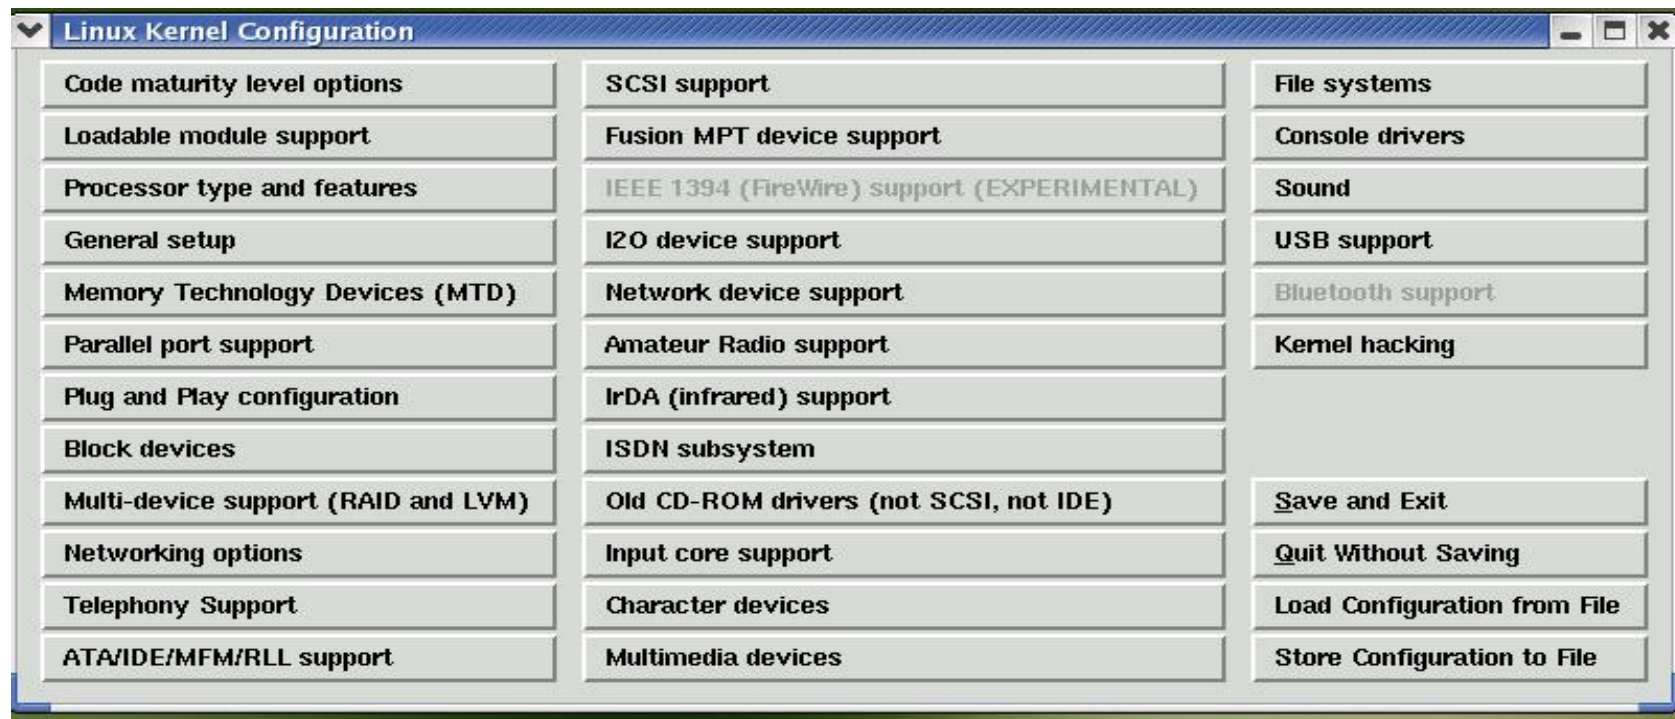 Linux Kernel Configuration
Code maturity level options
Loadable module support
Processor type and features
General setup
Memory Technology Devices (MTD)
Parallel port support
Plug and Play configuration
Block devices
Multi-device support (RAID and LVM)
Networking options
Telephony Support
ATA/IDE/MFM/RLL support
SCSI support
Fusion MPT device support
IEEE 1394 (FireWire) support (EXPERIMENTAL)
I2O device support
Network device support
Amateur Radio support
IrDA (infrared) support
ISDN subsystem
Old CD-ROM drivers (not SCSI, not IDE)
Input core support
Character devices
Multimedia devices
File systems
Console drivers
Sound
USB support
Bluetooth support
Kernel hacking
Save and Exit
Quit Without Saving
Load Configuration from File
Store Configuration to File